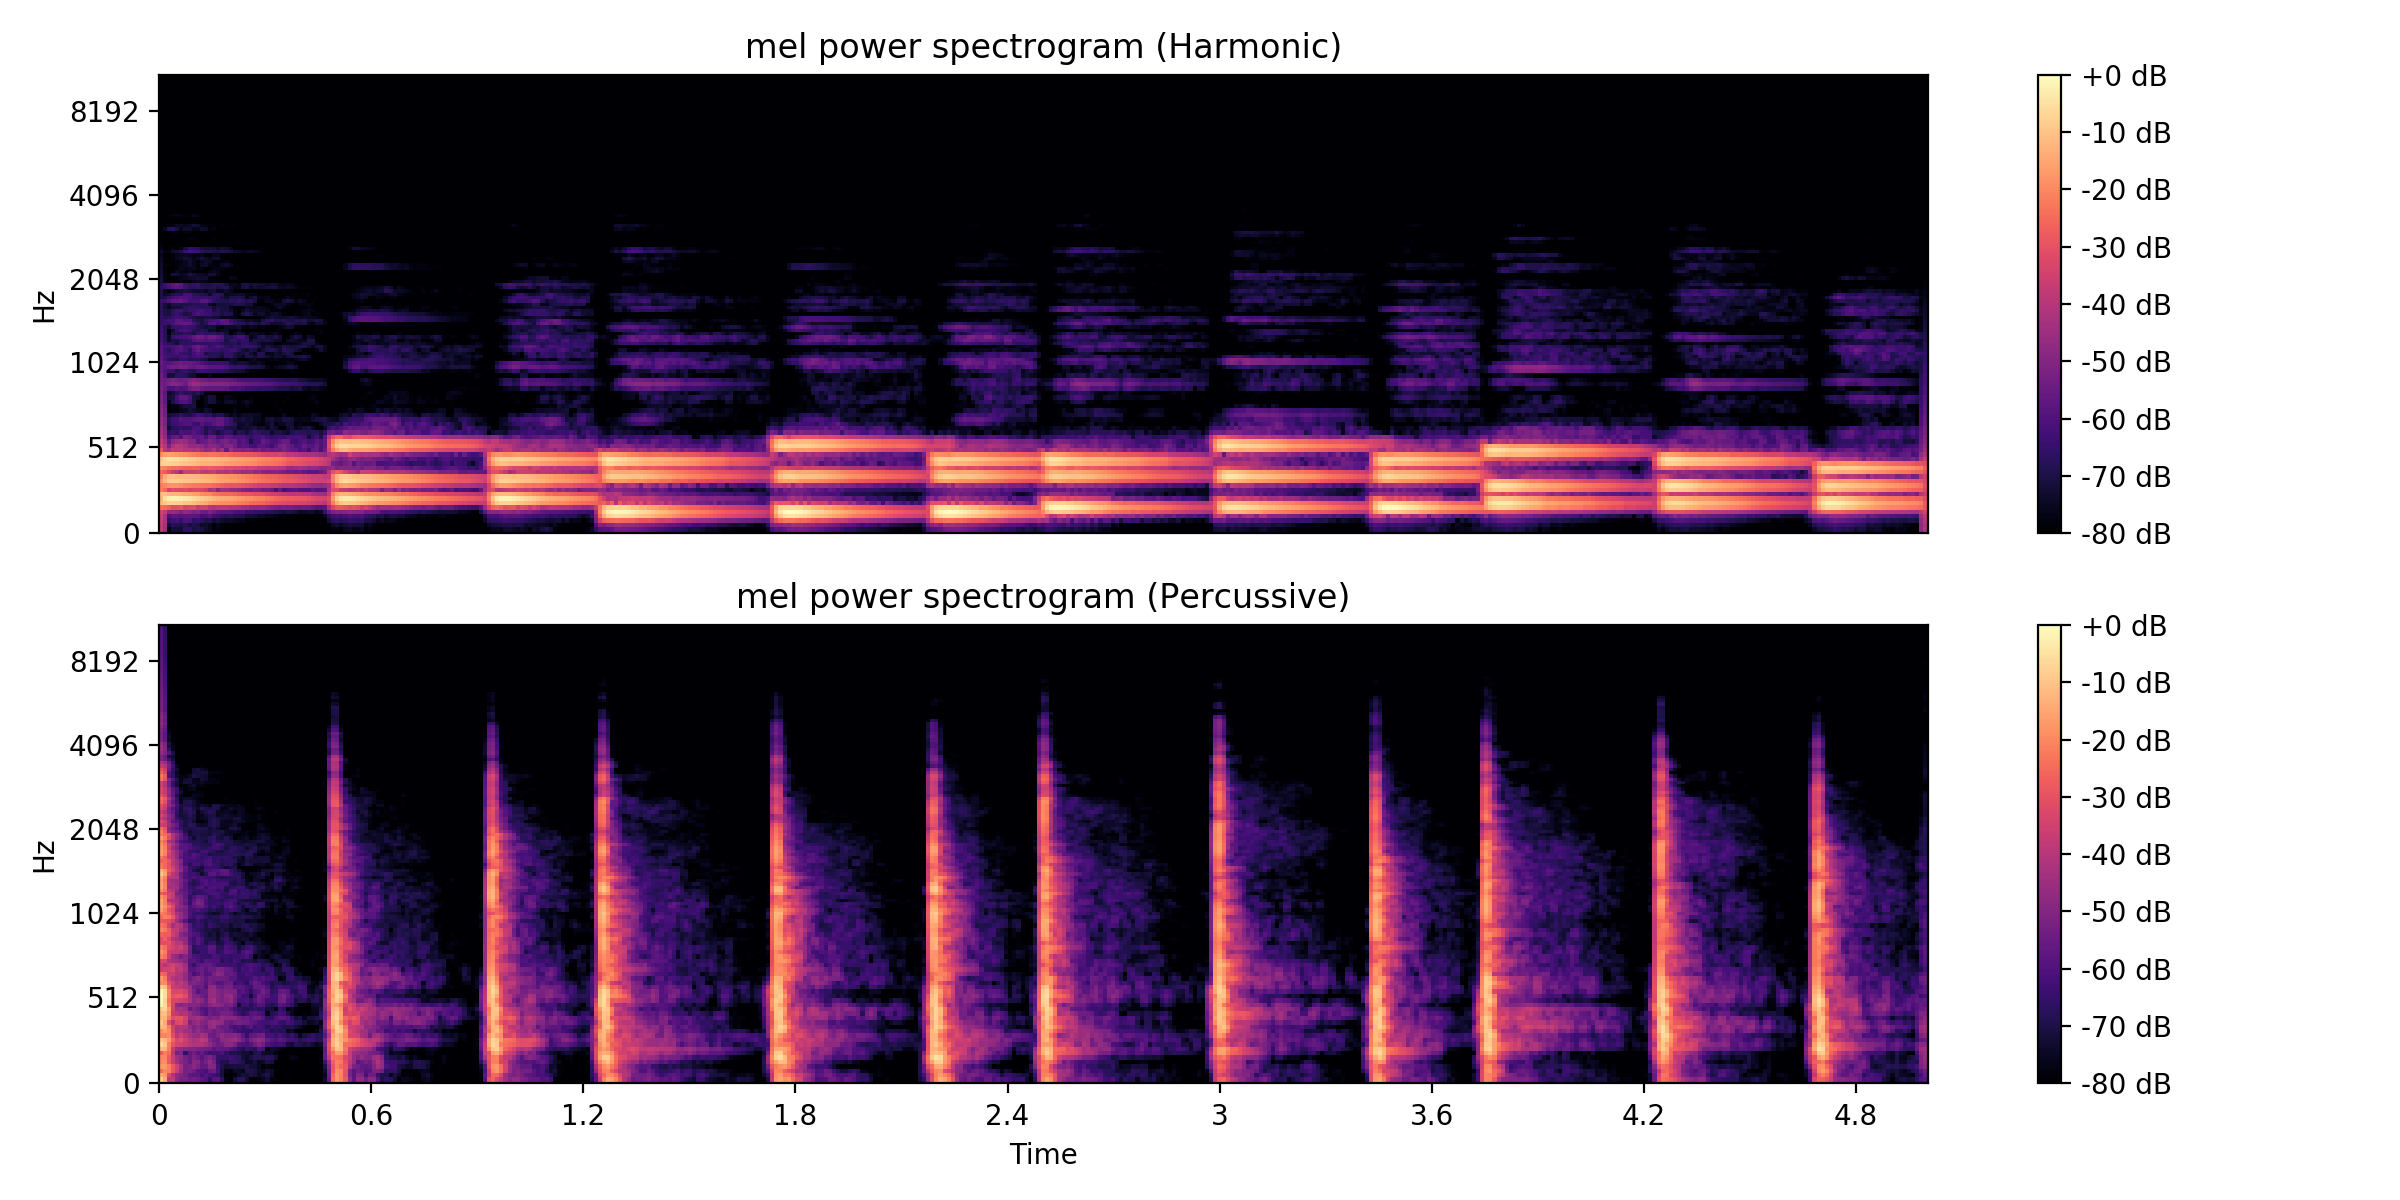 mel power spectrogram (Harmonic)
8192
4096
2048
1024
512
0
Hz
+0 dB
-10 dB
-20 dB
-30 dB
-40 dB
-50 dB
-60 dB
-70 dB
-80 dB
mel power spectrogram (Percussive)
8192
4096
2048
1024
512
0
Hz
0 0.6 1.2 1.8 2.4 3 3.6 4.2 4.8
Time
+0 dB
-10 dB
-20 dB
-30 dB
-40 dB
-50 dB
-60 dB
-70 dB
-80 dB